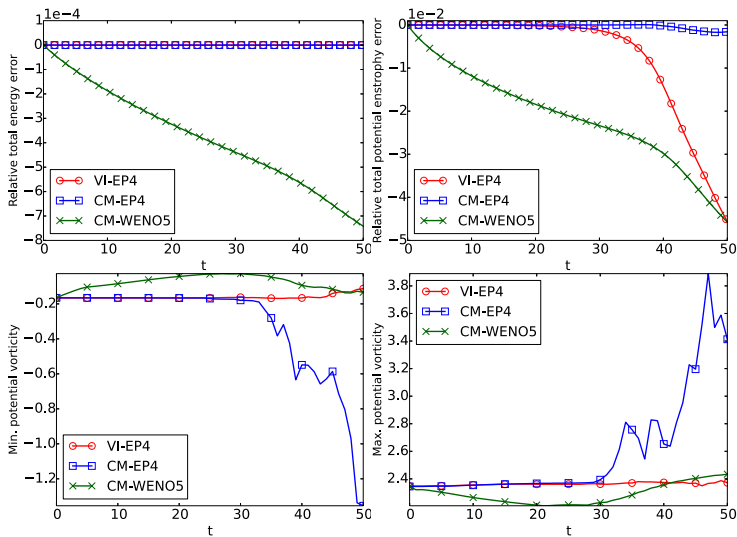 1e−4
1
0
−1
−2
−3
−4
−5
−6
−7
−8
0 10 20 30 40 50
t
Relative total energy error
VI-EP4
CM-EP4
CM-WENO5
1e−2
0
−1
−2
−3
−4
−5
0 10 20 30 40 50
t
Relative total potential enstrophy error
VI-EP4
CM-EP4
CM-WENO5
−0.2
−0.4
−0.6
−0.8
−1.0
−1.2
0 10 20 30 40 50
t
Min. potential vorticity
VI-EP4
CM-EP4
CM-WENO5
3.8
3.6
3.4
3.2
3.0
2.8
2.6
2.4
0 10 20 30 40 50
t
Max. potential vorticity
VI-EP4
CM-EP4
CM-WENO5